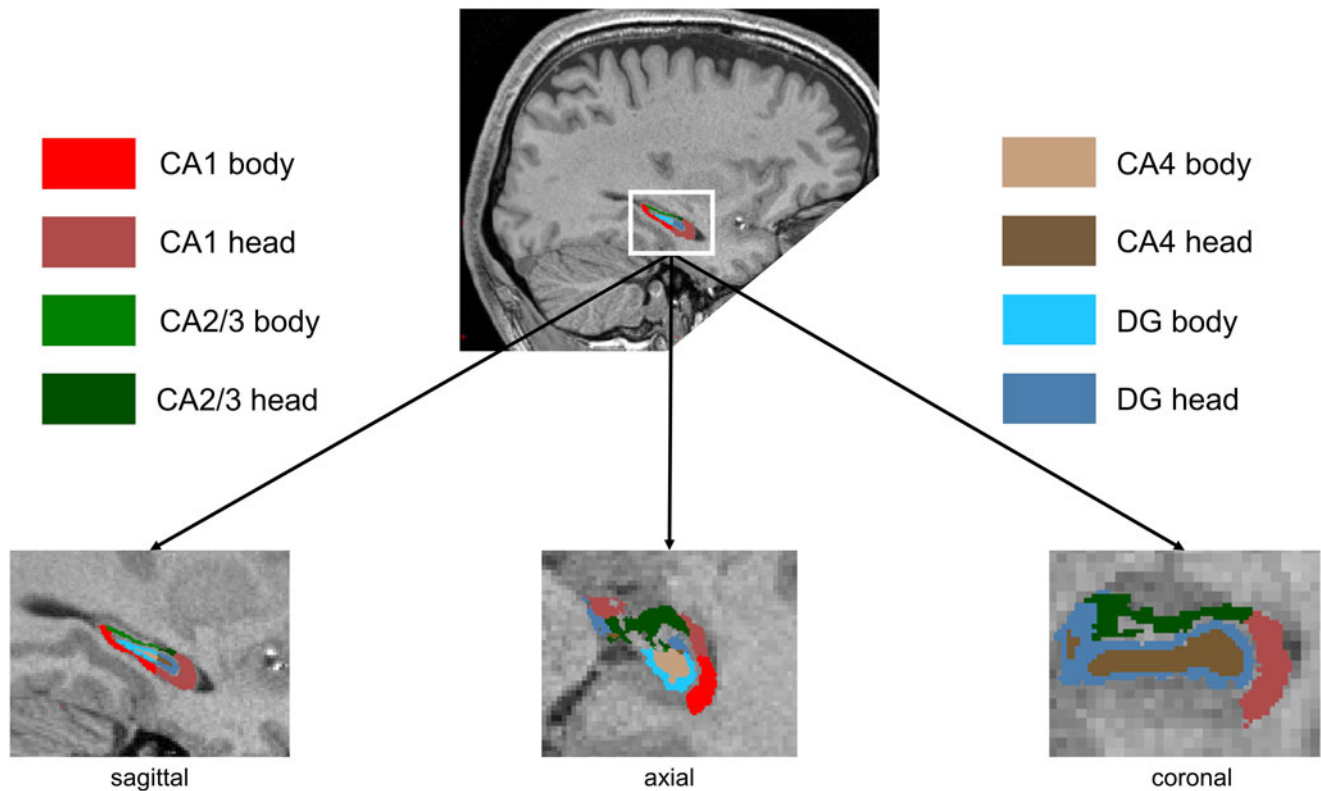 CA1 body
CA1 head
CA2/3 body
CA2/3 head
CA4 body
CA4 head
DG body
DG head
sagittal
axial
coronal